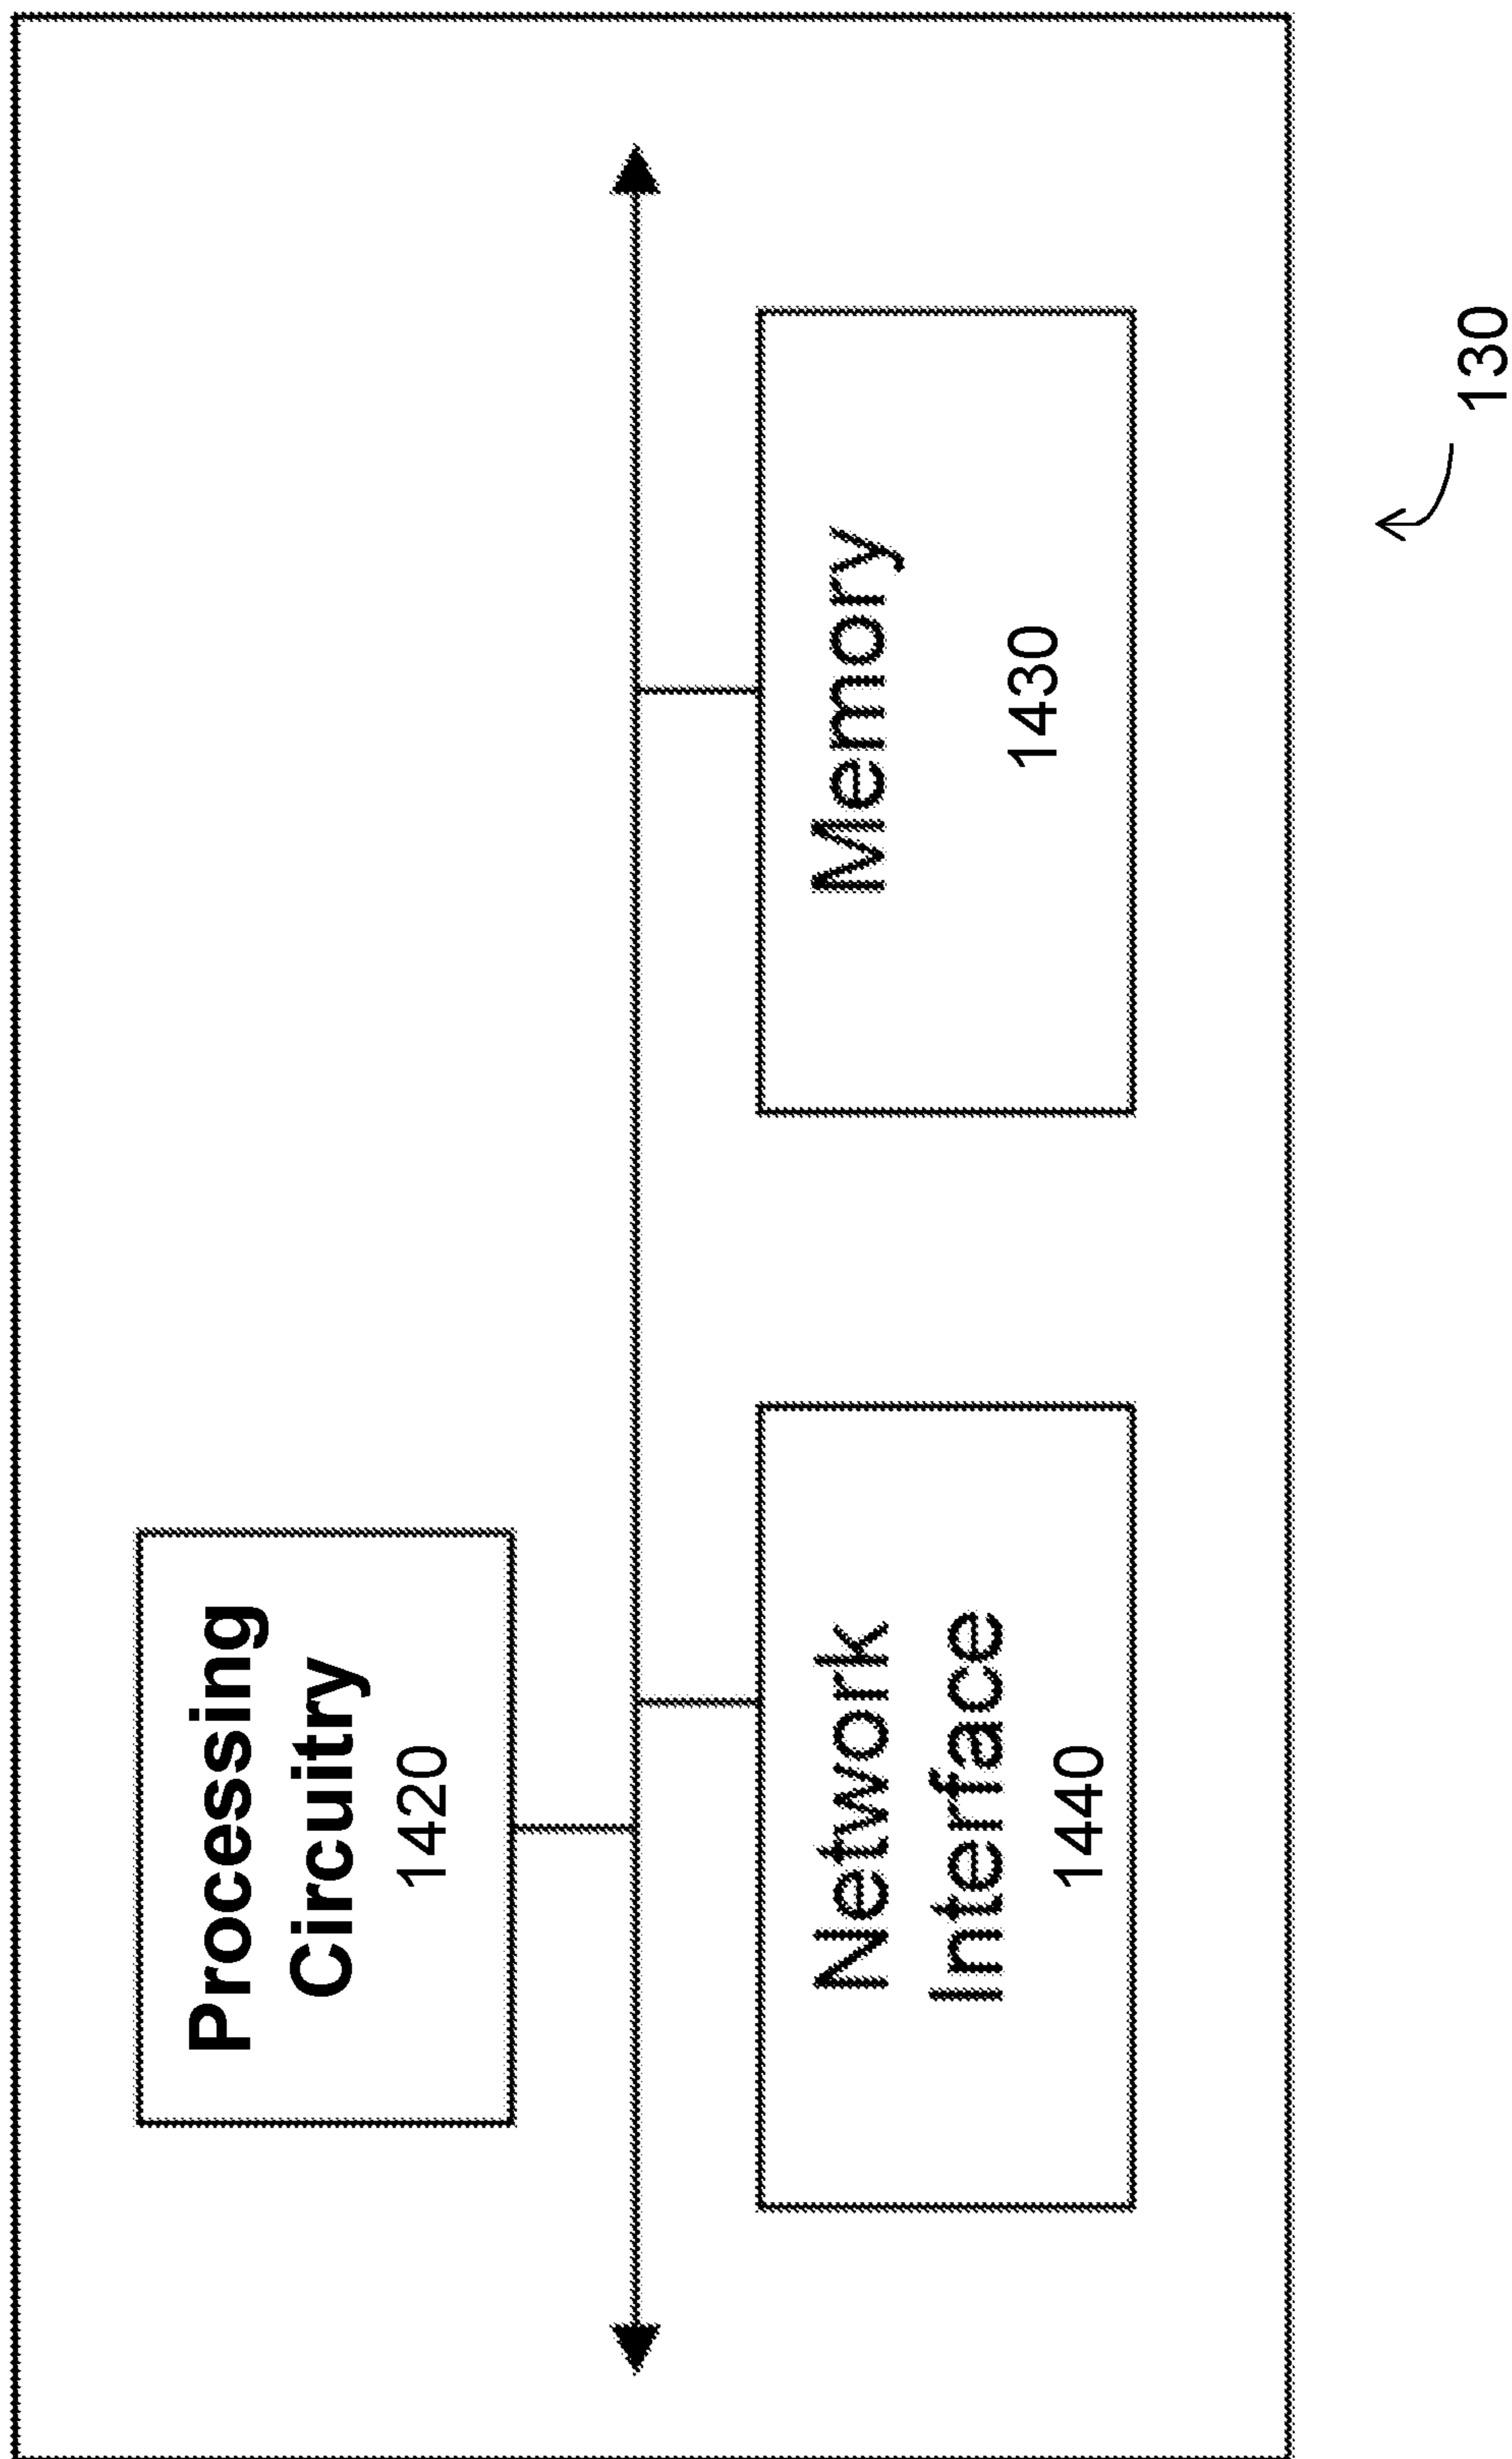 Processing
Circuitry
1420
Network
Interface
1440
Memory
1430
130